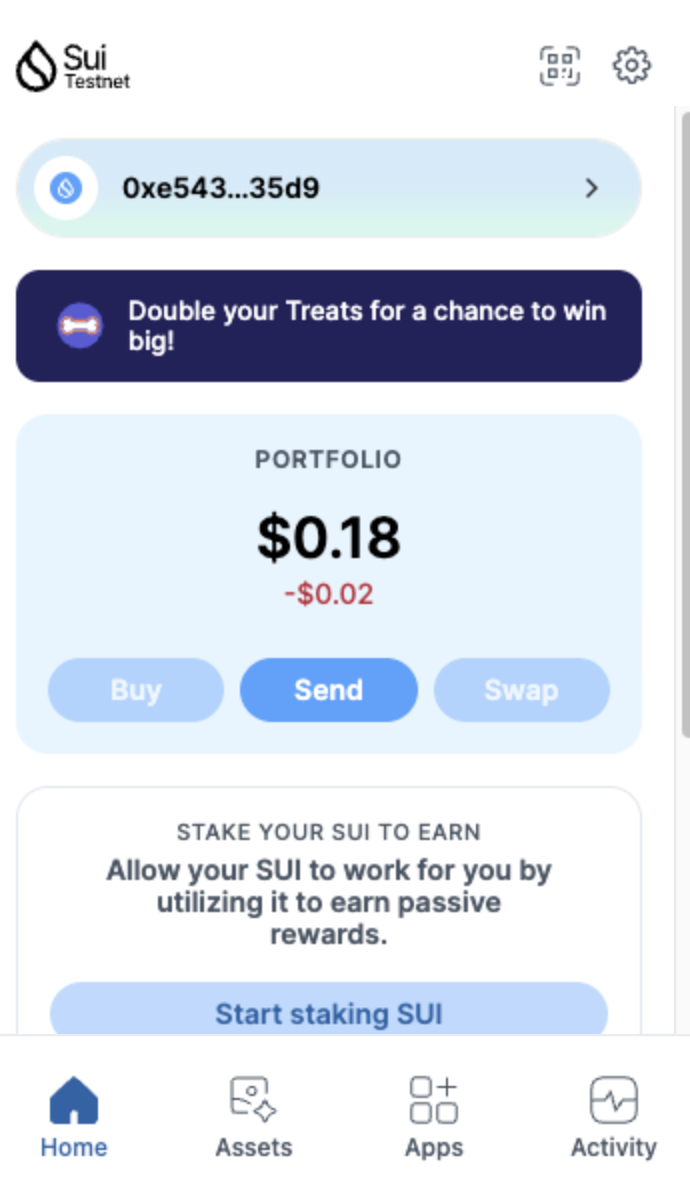 Sui
Testnet
0xe543...35d9
Double your Treats for a chance to win
big!
PORTFOLIO
$0.18
-$0.02
Buy
Send
Swap
STAKE YOUR SUI TO EARN
Allow your SUI to work for you by
utilizing it to earn passive
rewards.
Start staking SUI
Home
Assets
Apps
Activity